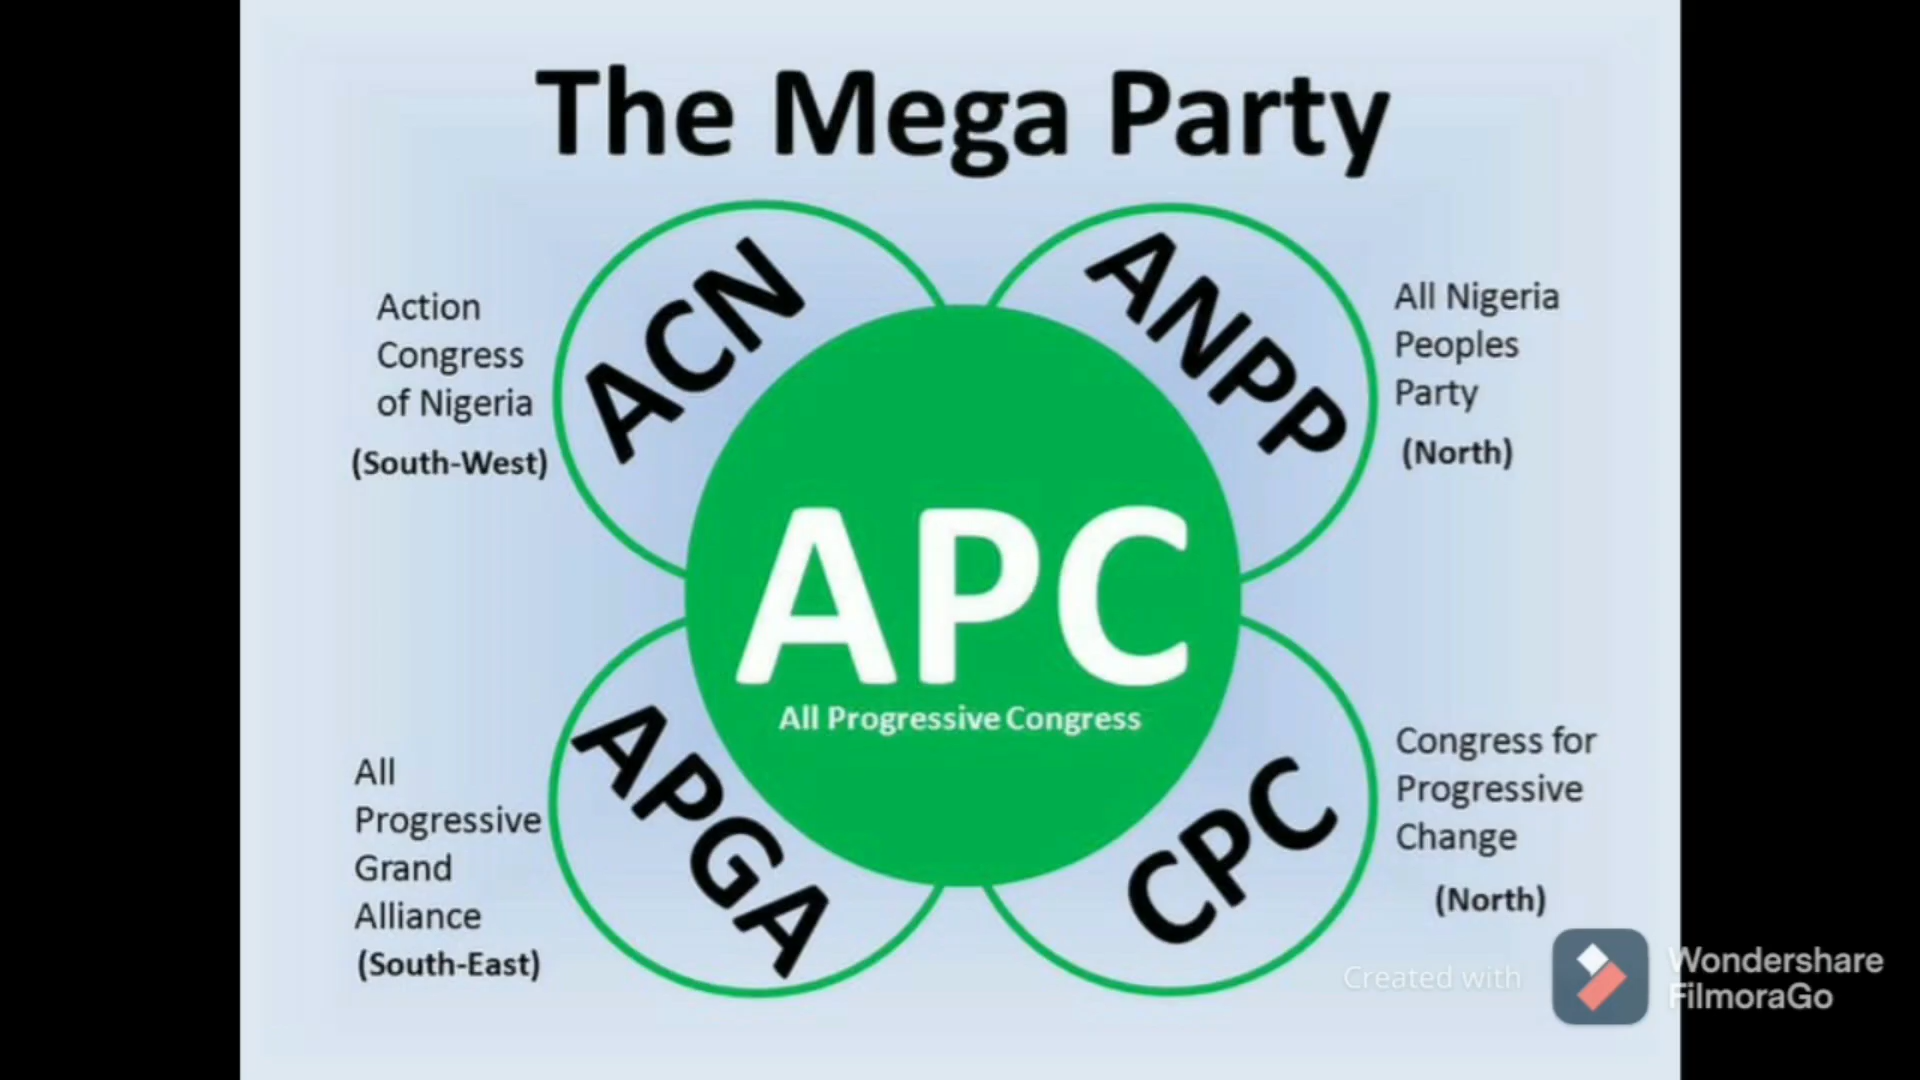 The Mega Party
ACN
ANPP
Action
Congress
of Nigeria
(South-West)
All Nigeria
Peoples
Party
(North)
APC
All Progressive Congress
All
Progressive
Grand
Alliance
(South-East)
APGA
CPC
Congress for
Progressive
Change
(North)
Created with
Wondershare
FilmoraGo